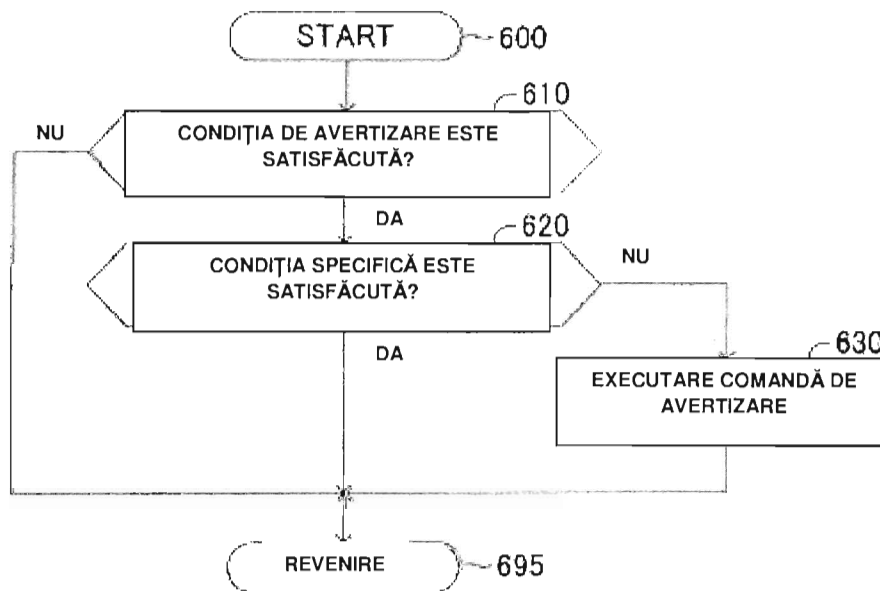 START
600
610
NU
CONDIȚIA DE AVERTIZARE ESTE
SATISFĂCUTĂ?
DA
620
CONDIȚIA SPECIFICĂ ESTE
SATISFĂCUTĂ?
NU
DA
630
EXECUTARE COMANDĂ DE
AVERTIZARE
REVENIRE
695